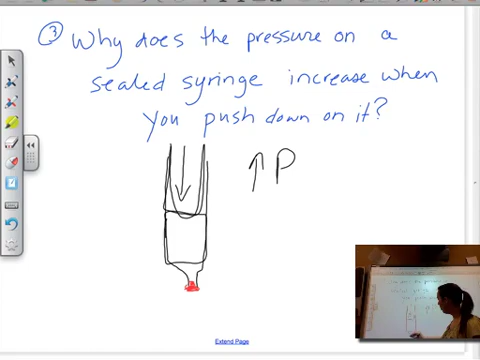 ③ Why does the pressure on a
sealed syringe increase when
you push down on it?
↑ P
Extend Page